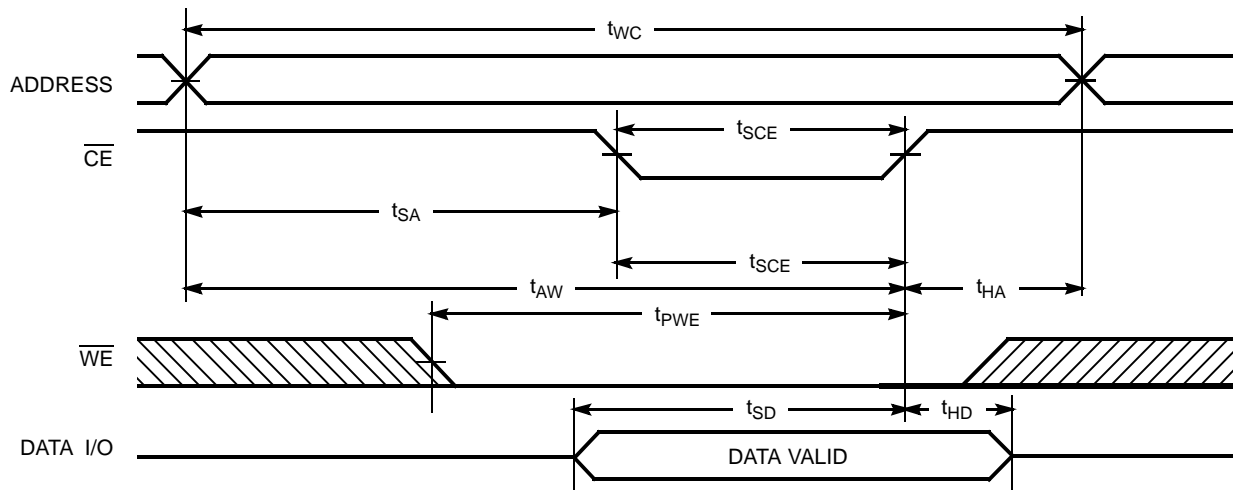 tWC
ADDRESS
tSCE
CE
tSA
tSCE
tAW
tHA
tPWE
WE
tSD
tHD
DATA I/O
DATA VALID